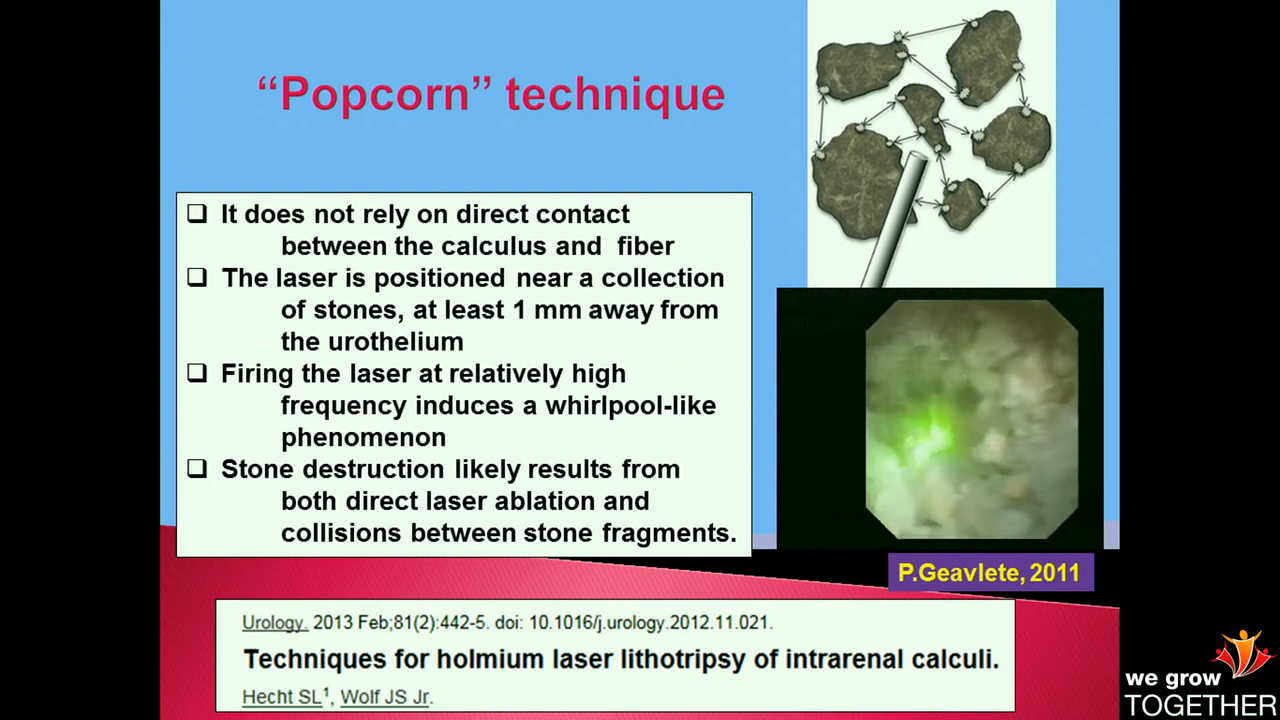 “Popcorn” technique
❑ It does not rely on direct contact
between the calculus and fiber
❑ The laser is positioned near a collection
of stones, at least 1 mm away from
the urothelium
❑ Firing the laser at relatively high
frequency induces a whirlpool-like
phenomenon
❑ Stone destruction likely results from
both direct laser ablation and
collisions between stone fragments.
P.Geavlete, 2011
Urology. 2013 Feb;81(2):442-5. doi: 10.1016/j.urology.2012.11.021.
Techniques for holmium laser lithotripsy of intrarenal calculi.
Hecht SL¹, Wolf JS Jr.
we grow
TOGETHER